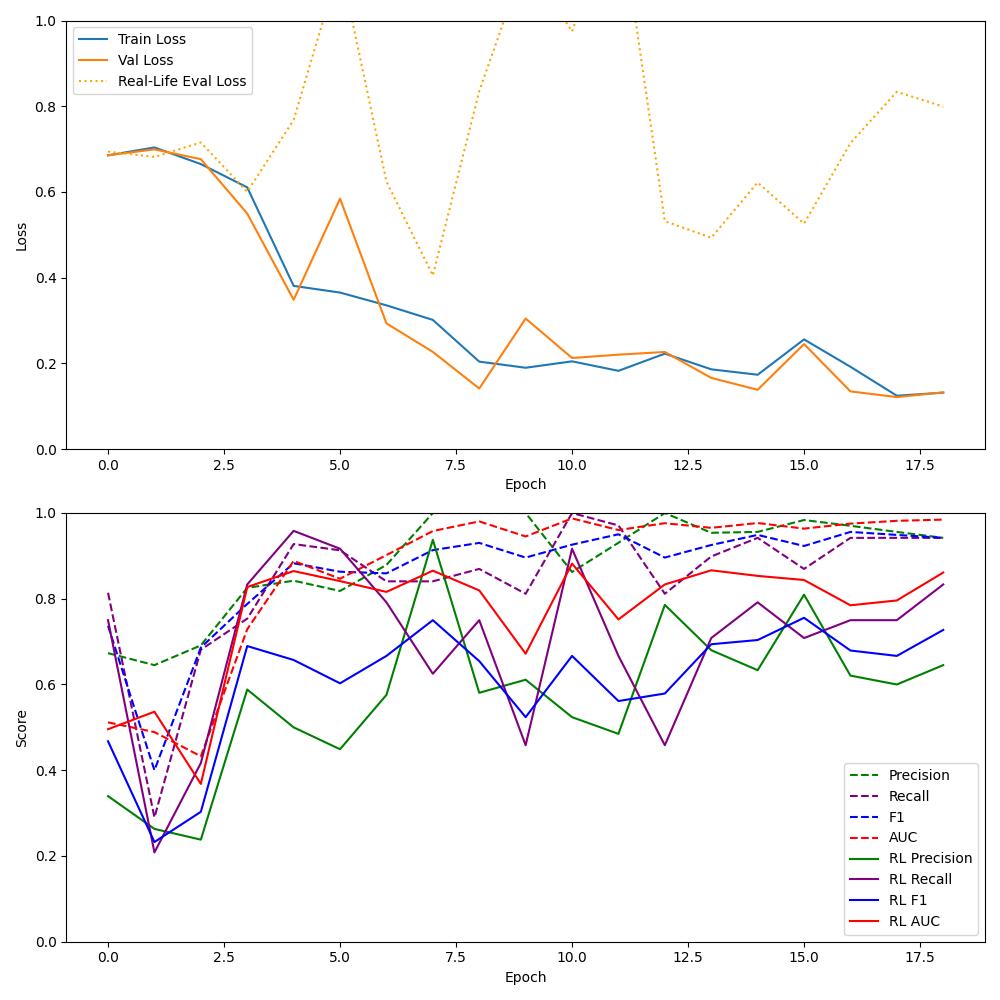 1.0
Train Loss
Val Loss
Real-Life Eval Loss
0.8
0.6
Loss
0.4
0.2
0.0
0.0 2.5 5.0 7.5 10.0 12.5 15.0 17.5
Epoch
1.0
0.8
0.6
Score
0.4
Precision
Recall
F1
AUC
RL Precision
RL Recall
RL F1
RL AUC
0.2
0.0
0.0 2.5 5.0 7.5 10.0 12.5 15.0 17.5
Epoch